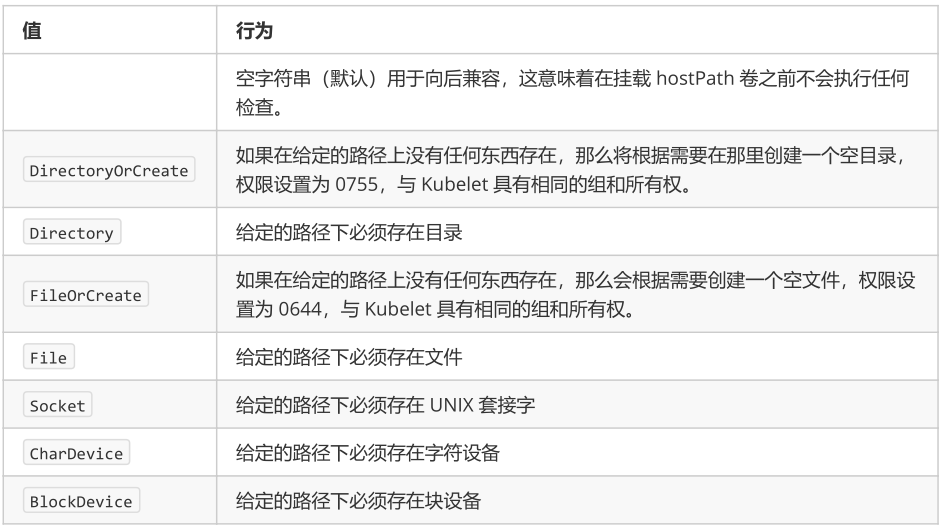 值 行为
空字符串（默认）用于向后兼容，这意味着在挂载 hostPath 卷之前不会执行任何
检查。
DirectoryOrCreate 如果在给定的路径上没有任何东西存在，那么将根据需要在那里创建一个空目录，
权限设置为 0755，与 Kubelet 具有相同的组和所有权。
Directory 给定的路径下必须存在目录
FileOrCreate 如果在给定的路径上没有任何东西存在，那么会根据需要创建一个空文件，权限设
置为 0644，与 Kubelet 具有相同的组和所有权。
File 给定的路径下必须存在文件
Socket 给定的路径下必须存在 UNIX 套接字
CharDevice 给定的路径下必须存在字符设备
BlockDevice 给定的路径下必须存在块设备